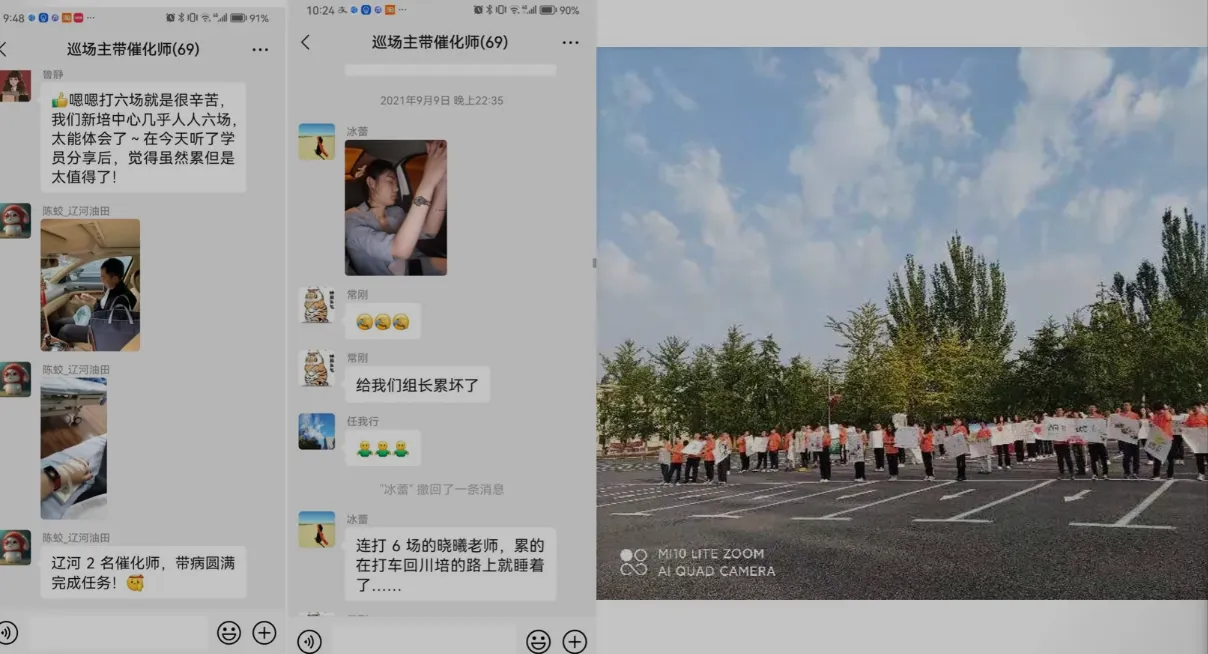 9:48
91%
巡场主带催化师(69)
鲁静
👍嗯嗯打六场就是很辛苦，
我们新培中心几乎人人六场，
太能体会了～在今天听了学
员分享后，觉得虽然累但是
太值得了！
陈蛟_辽河油田
陈蛟_辽河油田
陈蛟_辽河油田
辽河 2 名催化师，带病圆满
完成任务！
10:24
90%
巡场主带催化师(69)
2021年9月9日 晚上22:35
冰蕾
常刚
常刚
给我们组长累坏了
任我行
"冰蕾" 撤回了一条消息
冰蕾
连打 6 场的晓曦老师，累的
在打车回川培的路上就睡着
了……
MI10 LITE ZOOM
AI QUAD CAMERA